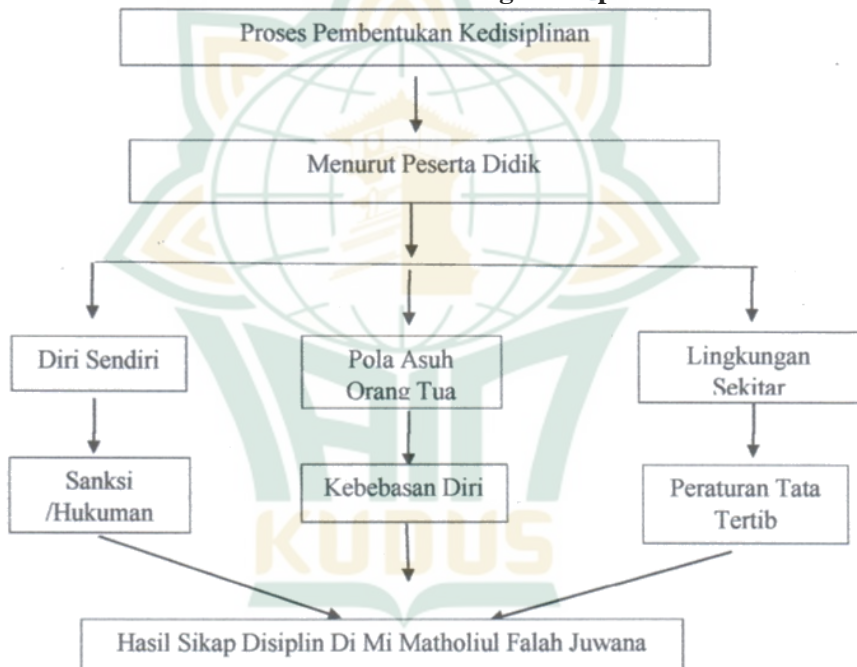 Proses Pembentukan Kedisiplinan
Menurut Peserta Didik
Diri Sendiri
Pola Asuh
Orang Tua
Lingkungan
Sekitar
Sanksi
/Hukuman
Kebebasan Diri
Peraturan Tata
Tertib
KUDUS
Hasil Sikap Disiplin Di Mi Matholiul Falah Juwana